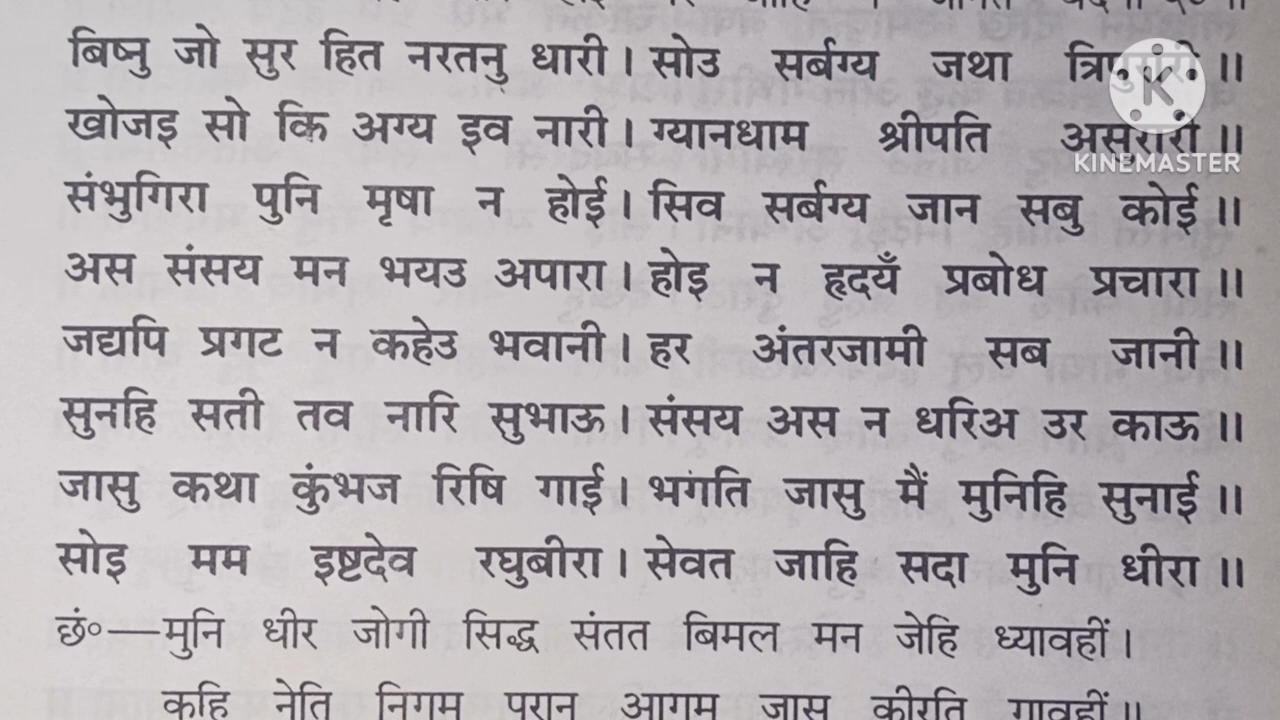 बिष्नु जो सुर हित नरतनु धारी। सोउ सर्बग्य जथा
खोजइ सो कि अग्य इव नारी। ग्यानधाम श्रीपति असुरारी॥
KINEMASTER
संभुगिरा पुनि मृषा न होई। सिव सर्बग्य जान सबु कोई॥
अस संसय मन भयउ अपारा। होइ न हृदयँ प्रबोध प्रचारा॥
जद्यपि प्रगट न कहेउ भवानी। हर अंतरजामी सब जानी॥
सुनहि सती तव नारि सुभाऊ। संसय अस न धरिअ उर काऊ॥
जासु कथा कुंभज रिषि गाई। भगति जासु मैं मुनिहि सुनाई॥
सोइ मम इष्टदेव रघुबीरा। सेवत जाहि सदा मुनि धीरा॥
छं०—मुनि धीर जोगी सिद्ध संतत बिमल मन जेहि ध्यावहीं।
कहि नेति निगम पुरान आगम जासु कीरति गावहीं॥